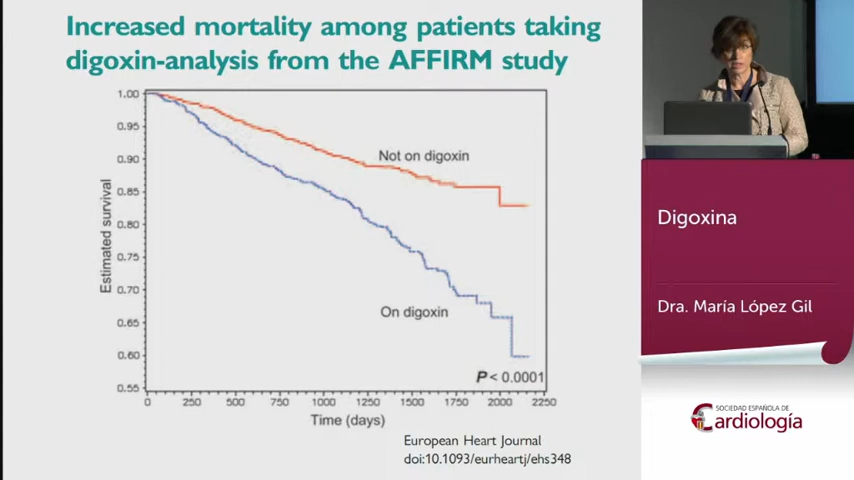 Increased mortality among patients taking
digoxin-analysis from the AFFIRM study
1.00
0.95
0.90
0.85
0.80
0.75
0.70
0.65
0.60
0.55
Estimated survival
Not on digoxin
On digoxin
P < 0.0001
0 250 500 750 1000 1250 1500 1750 2000 2250
Time (days)
European Heart Journal
doi:10.1093/eurheartj/ehs348
Digoxina
Dra. María López Gil
SOCIEDAD ESPAÑOLA DE
Cardiología